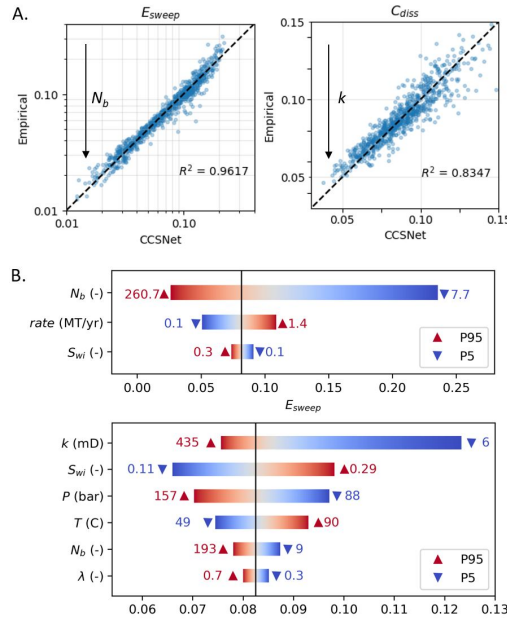 A.
E_sweep
C_diss
Empirical
0.10
0.01
N_b
R² = 0.9617
0.01
0.10
CCSNet
Empirical
0.15
0.10
0.05
k
R² = 0.8347
0.05
0.10
0.15
CCSNet
B.
N_b (-)
260.7
7.7
rate (MT/yr)
0.1
1.4
S_wi (-)
0.3
0.1
P95
P5
0.00
0.05
0.10
0.15
0.20
0.25
E_sweep
k (mD)
435
6
S_wi (-)
0.11
0.29
P (bar)
157
88
T (C)
49
90
N_b (-)
193
9
λ (-)
0.7
0.3
P95
P5
0.06
0.07
0.08
0.09
0.10
0.11
0.12
0.13